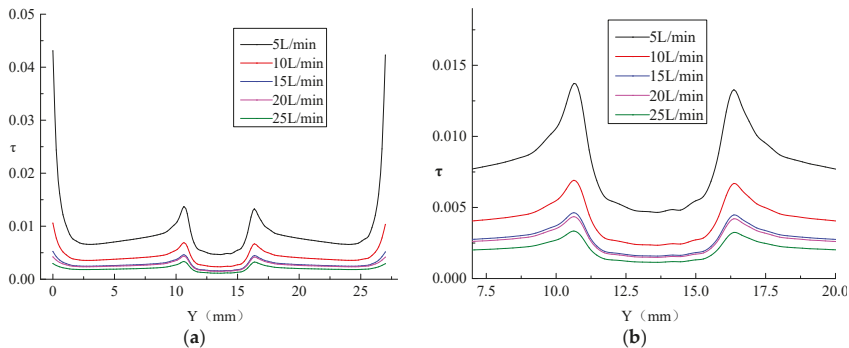 0.05
0.04
0.03
τ
0.02
0.01
0.00
0 5 10 15 20 25
Y（mm）
5L/min
10L/min
15L/min
20L/min
25L/min
(a)
0.015
0.010
τ
0.005
0.000
7.5 10.0 12.5 15.0 17.5 20.0
Y（mm）
5L/min
10L/min
15L/min
20L/min
25L/min
(b)